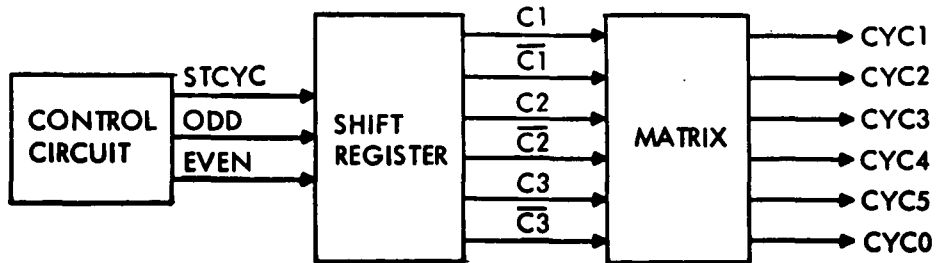 CONTROL CIRCUIT
STCYC
ODD
EVEN
SHIFT REGISTER
C1
C̅1̅
C2
C̅2̅
C3
C̅3̅
MATRIX
CYC1
CYC2
CYC3
CYC4
CYC5
CYC0